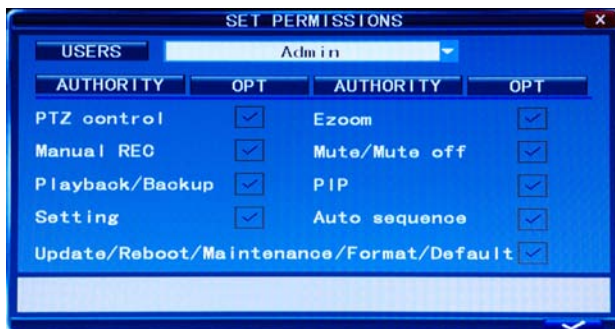 SET PERMISSIONS
USERS Admin
AUTHORITY OPT AUTHORITY OPT
PTZ control Ezoom
Manual REC Mute/Mute off
Playback/Backup PIP
Setting Auto sequence
Update/Reboot/Maintenance/Format/Default